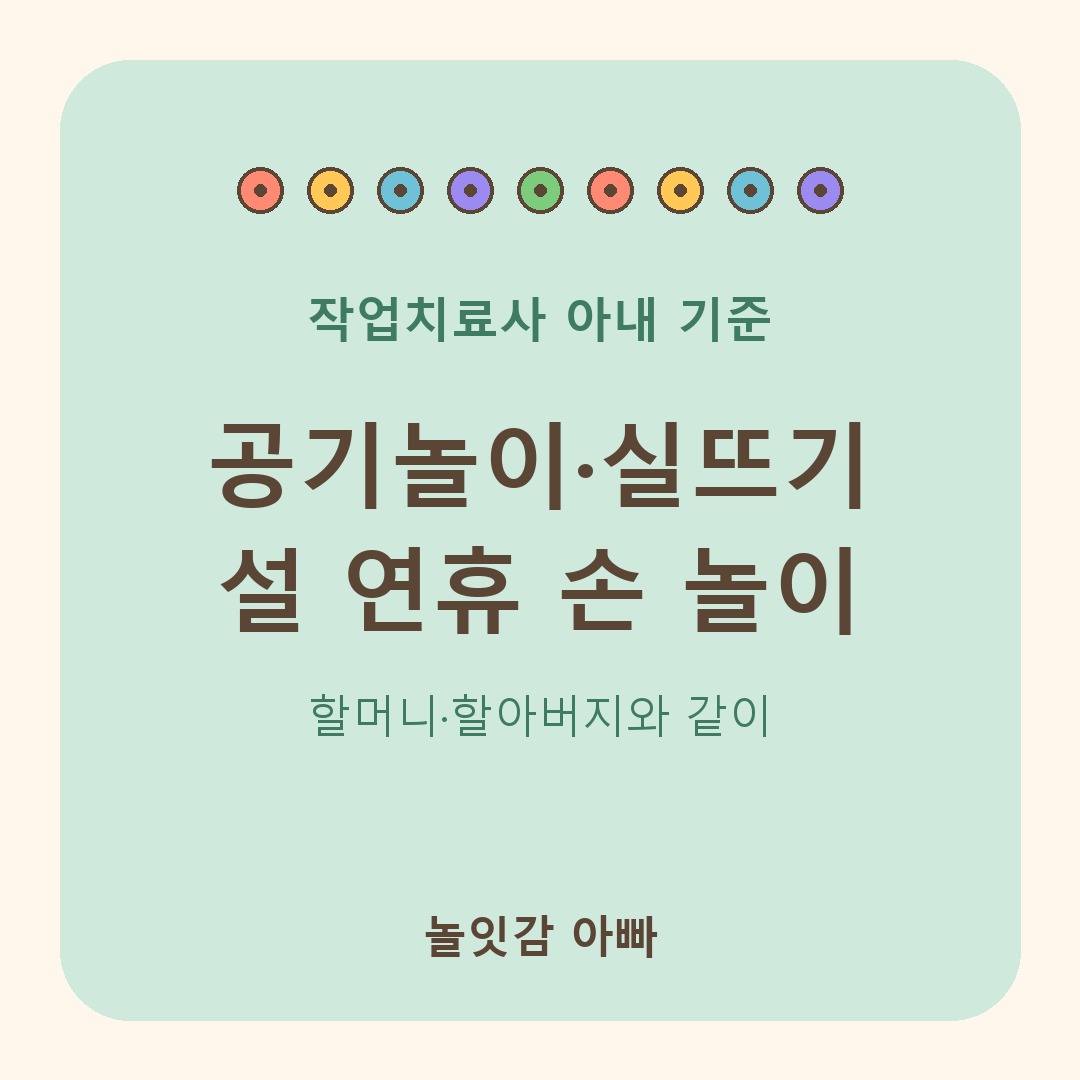 작업치료사 아내 기준
공기놀이·실뜨기
설 연휴 손 놀이
할머니·할아버지와 같이
놀잇감 아빠